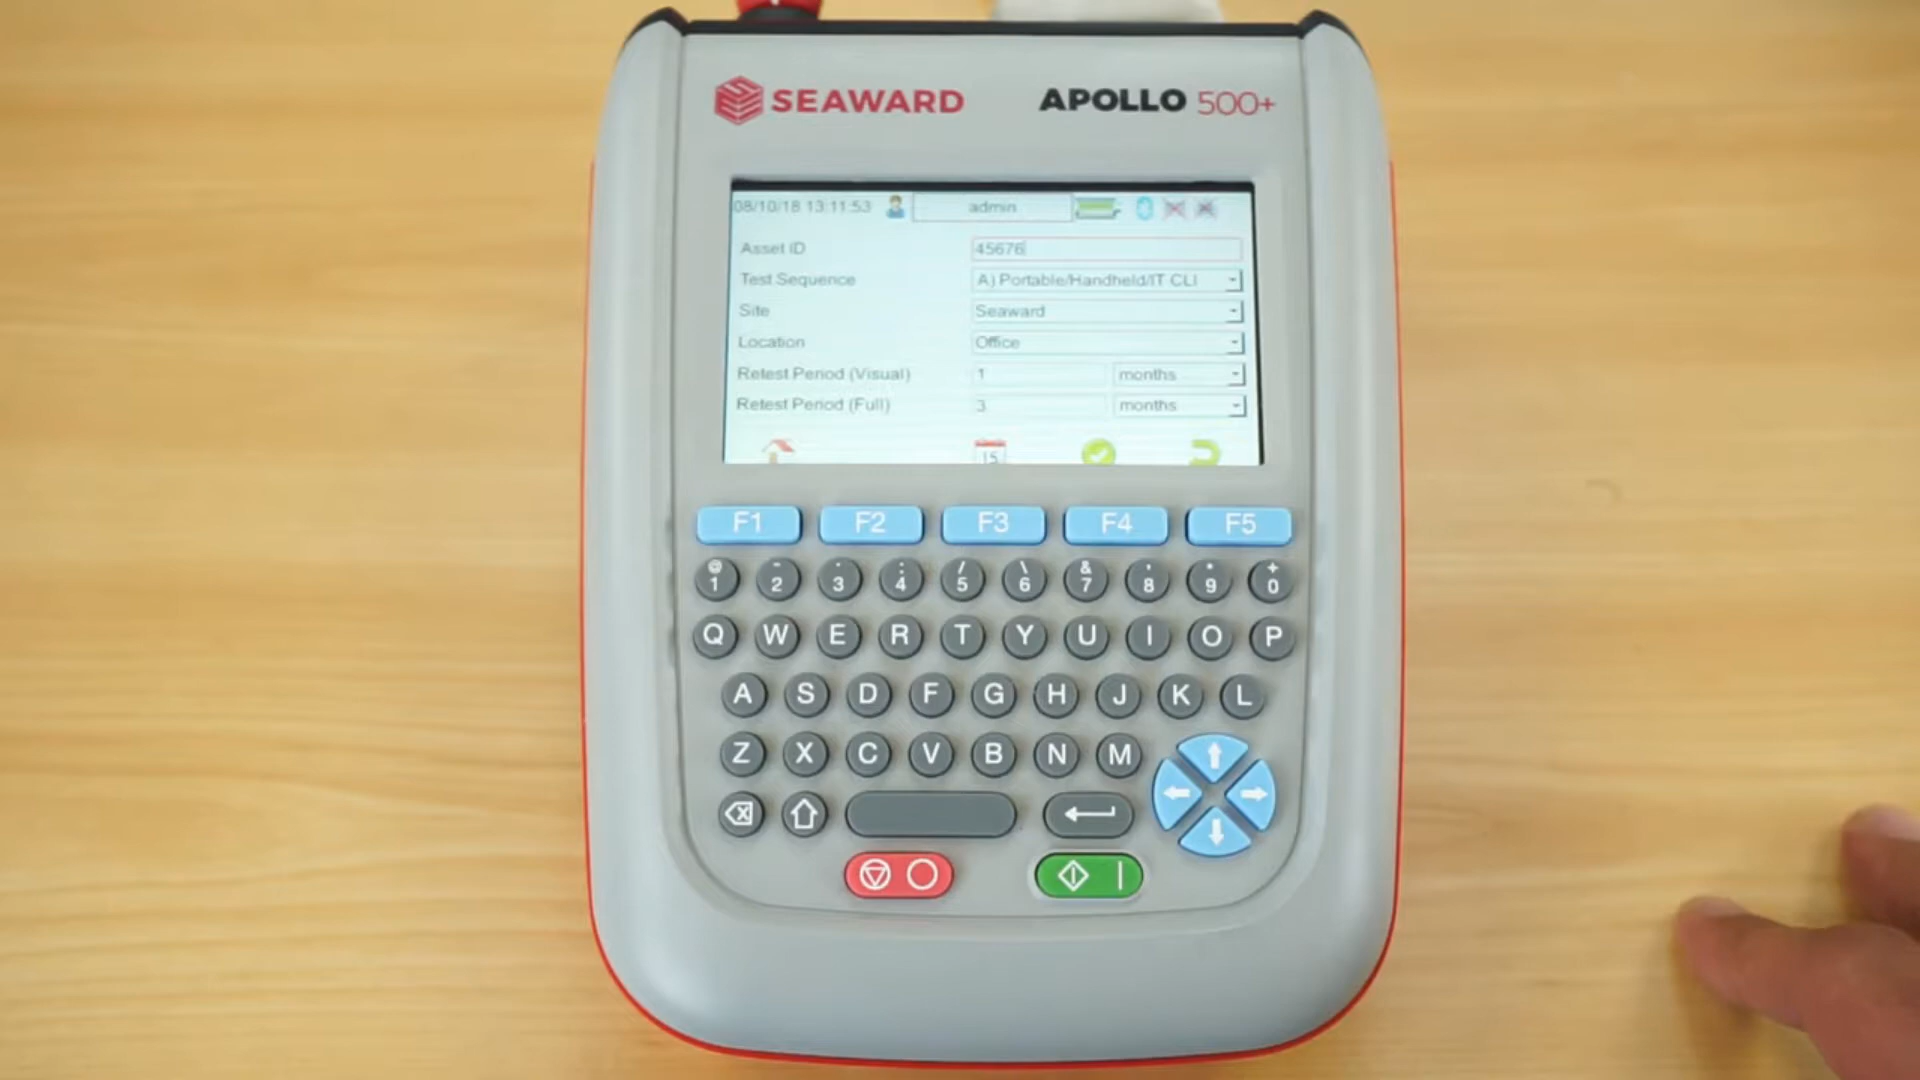 SEAWARD APOLLO 500+
08/10/18 13:11:53 admin
Asset ID 45676
Test Sequence A) Portable/Handheld/IT CLI
Site Seaward
Location Office
Retest Period (Visual) 1 months
Retest Period (Full) 3 months
15
F1 F2 F3 F4 F5
@ - . : / \ & ' * +
1 2 3 4 5 6 7 8 9 0
Q W E R T Y U I O P
A S D F G H J K L
Z X C V B N M